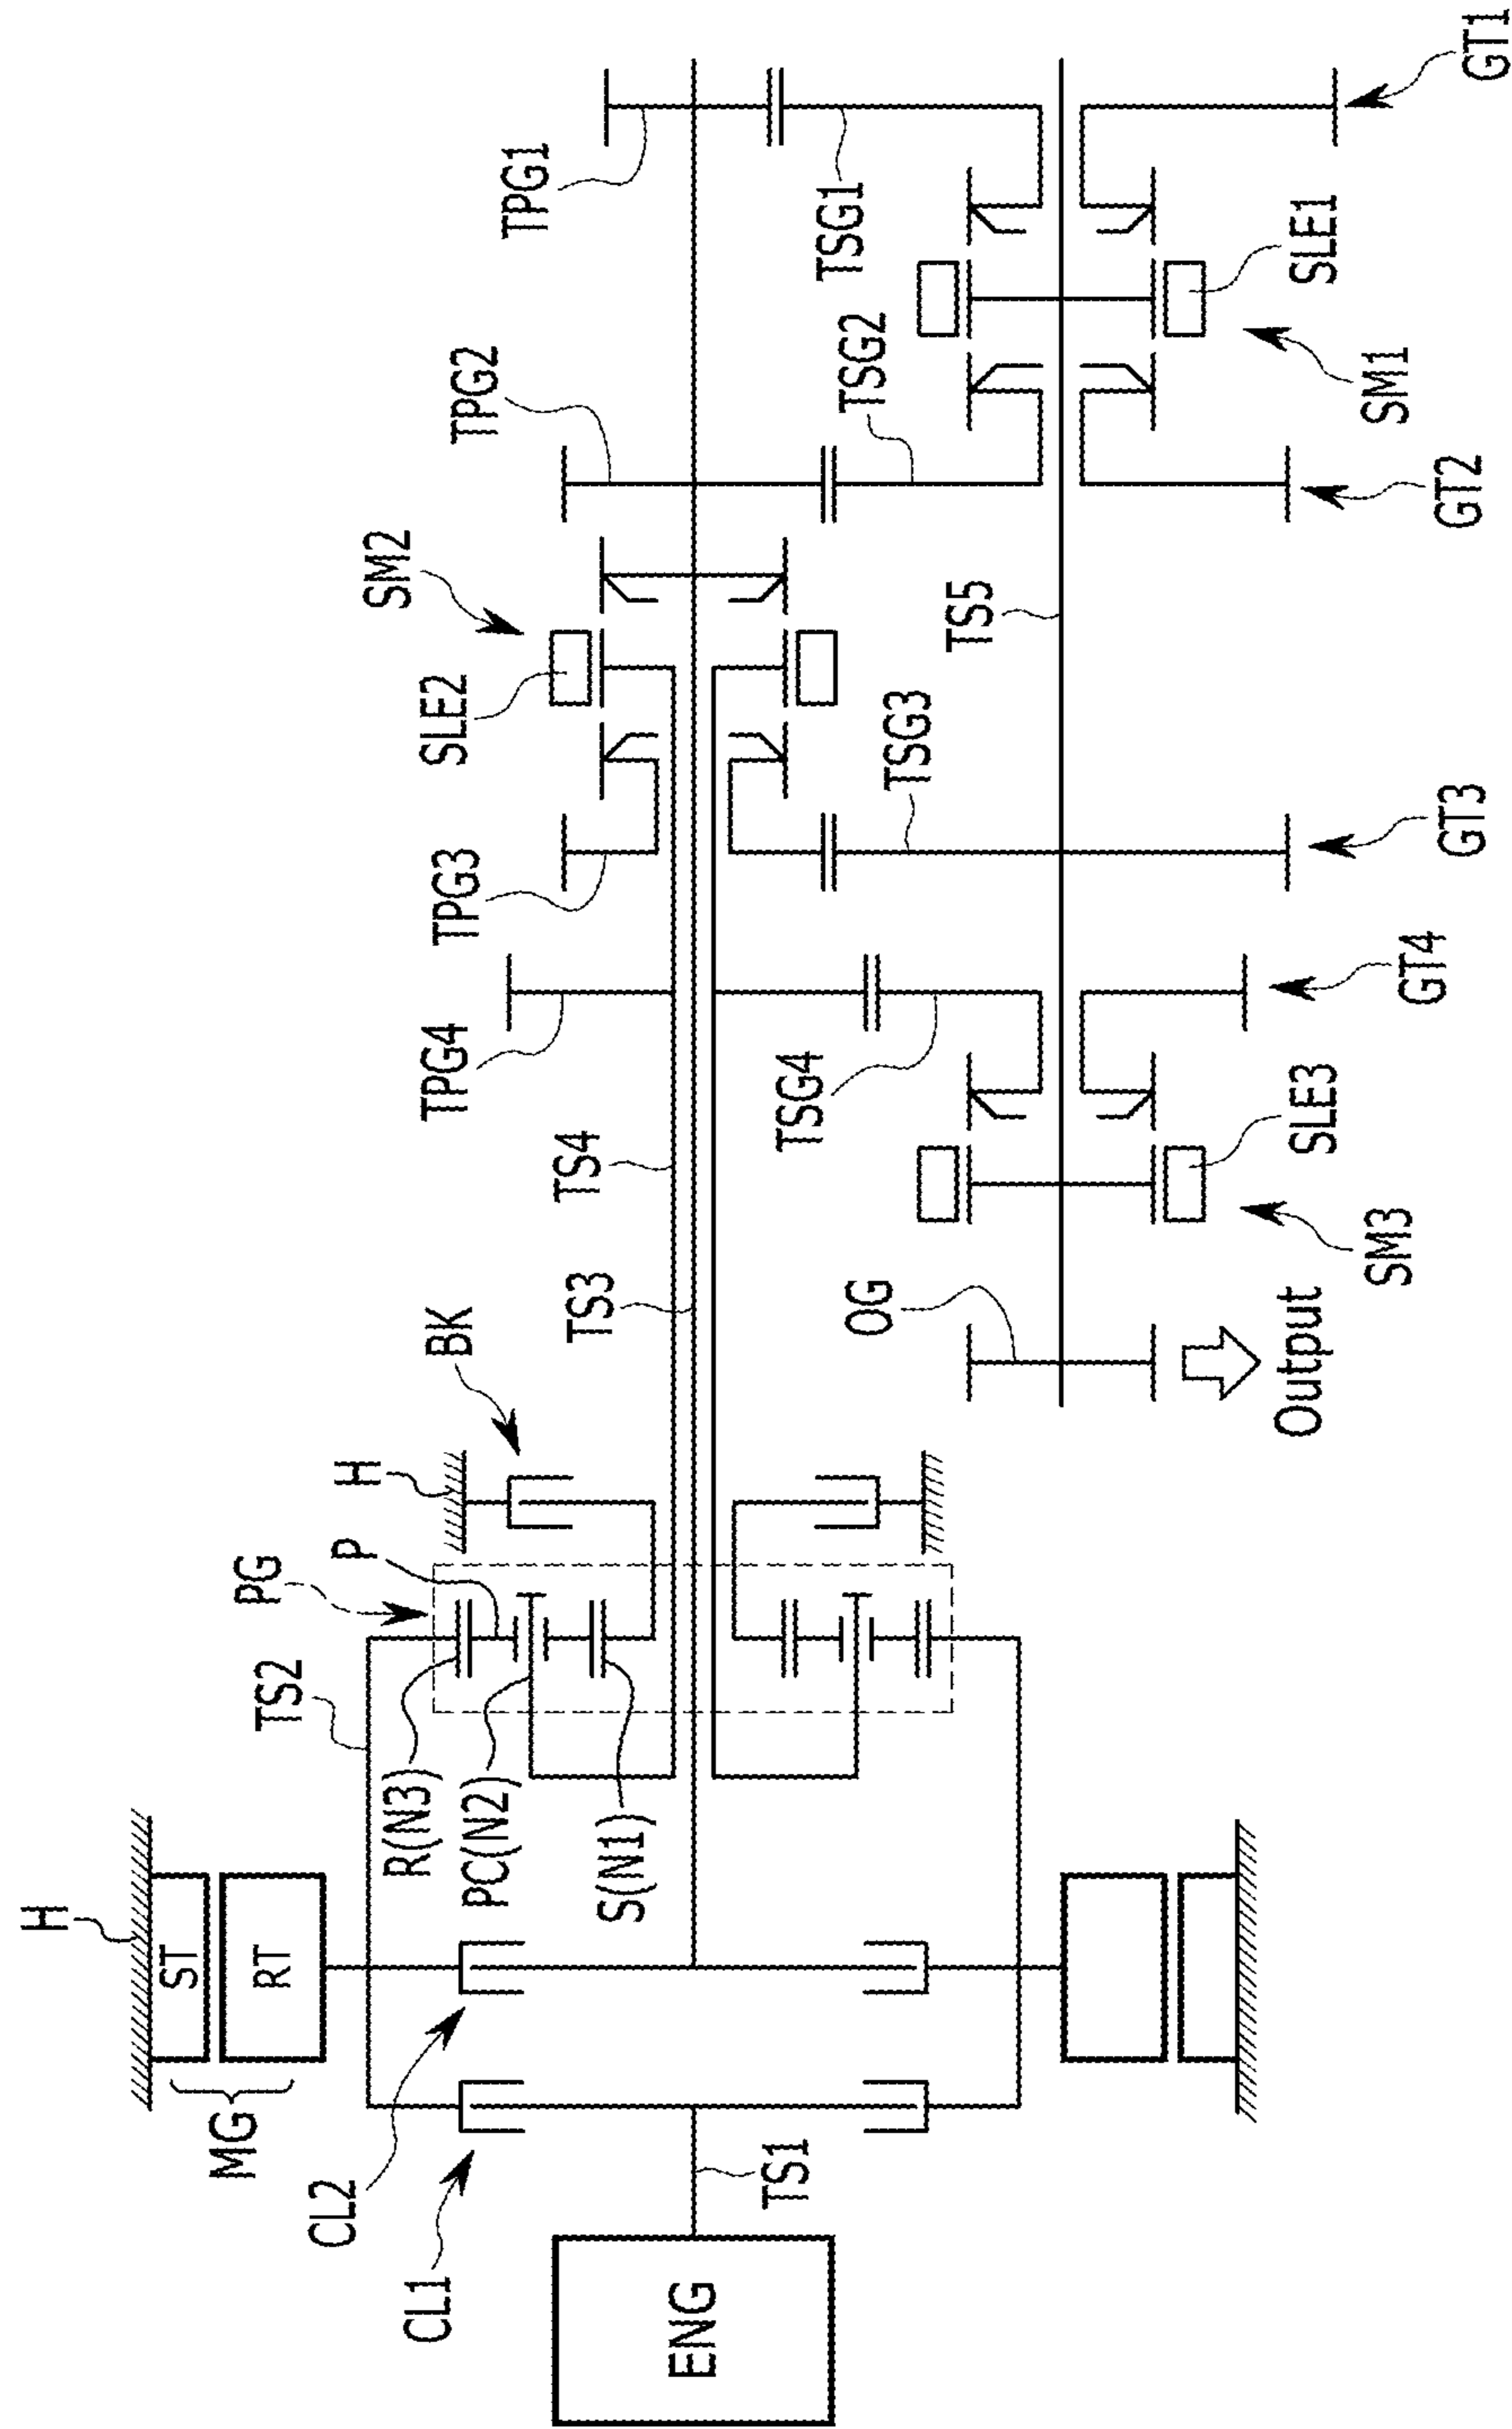 H
ST
RT
MG
CL2
CL1
ENG
TS1
TS2
R(N3)
PC(N2)
S(N1)
PG
P
H
BK
TS3
TS4
TPG4
TPG3
SLE2
SM2
TPG2
TPG1
TSG1
TSG2
TSG3
TSG4
TS5
OG
Output
SM3
SLE3
GT4
GT3
GT2
SM1
SLE1
GT1